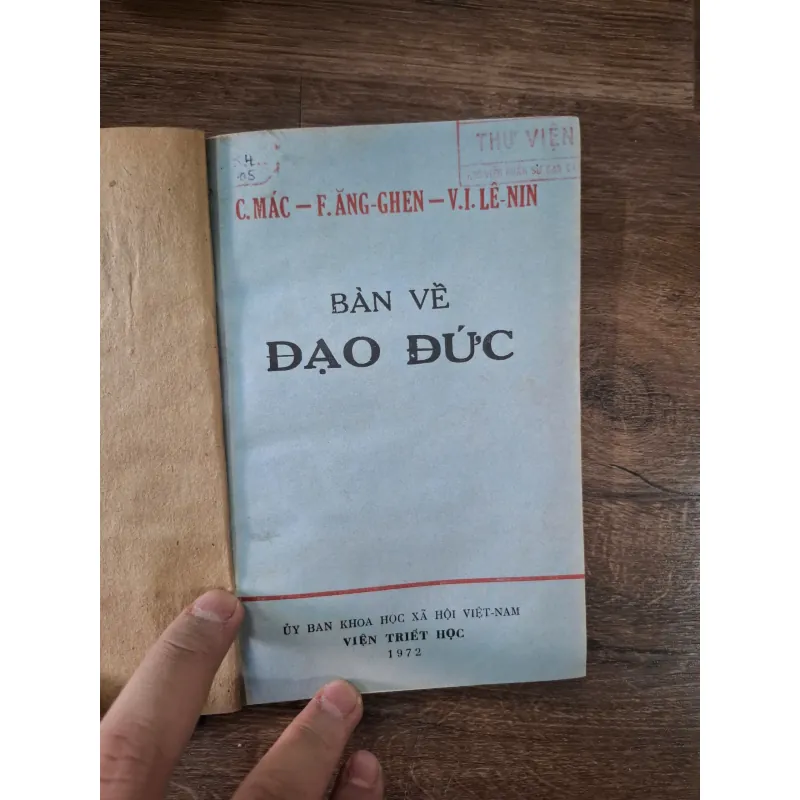 THƯ VIỆN
05
C. MÁC — F. ĂNG-GHEN — V.I. LÊ-NIN
BÀN VỀ
ĐẠO ĐỨC
ỦY BAN KHOA HỌC XÃ HỘI VIỆT-NAM
VIỆN TRIẾT HỌC
1972